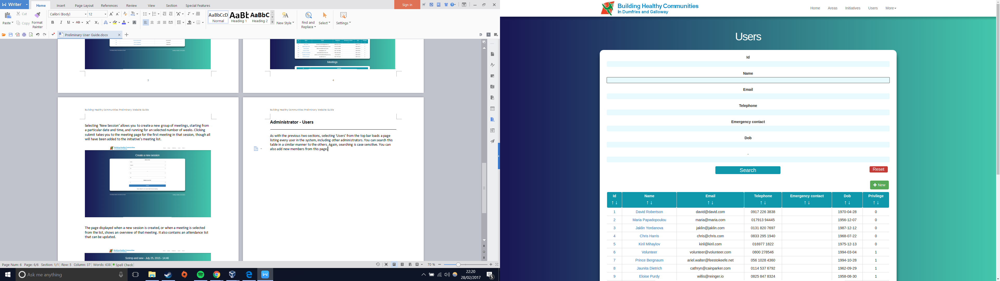 Writer
Home Insert Page Layout References Review View Section Special Features
Sign in
Paste Cut Copy Format Painter
Calibri (Body) 12
B I U AB X² X₂
AaBbCcD Normal
AaBb Heading 1
AaBbC Heading 2
New Style Find and Replace Select Settings
Preliminary User Guide.docx
Meetings
3
4
Building Healthy Communities Preliminary Website Guide
Selecting ‘New Session’ allows you to create a new group of meetings, starting from
a particular date and time, and running for an selected number of weeks. Clicking
submit takes you to the meeting page for the first meeting in that session, though all
will have been added to the initiative’s meeting list.
Building Healthy Communities
in Dumfries and Galloway
Create a new session
The page displayed when a new session is created, or when a meeting is selected
from the list, shows an overview of that meeting. It also contains an attendance list
that can be updated.
Building Healthy Communities
in Dumfries and Galloway
Scrimp and sew - July 25, 2015 - 14:46
Building Healthy Communities Preliminary Website Guide
Administrator - Users
As with the previous two sections, selecting ‘Users’ from the top bar loads a page
listing every user in the system, including other administrators. You can search this
table in a similar manner to the others. Again, searching is case sensitive. You can
also add new members from this page.
Page Num: 6 Page: 6/6 Section: 1/1 Row: 5 Column: 37 Words: 638 Spell Check 70 %
Ask me anything
22:20
28/02/2017
5
Building Healthy Communities
in Dumfries and Galloway
Home Areas Initiatives Users More
Users
Id
Name
Email
Telephone
Emergency contact
Dob
-
Search
Reset
New
Id Name Email Telephone Emergency contact Dob Privilege
↑ ↓ ↑ ↓ ↑ ↓ ↑ ↓ ↑ ↓ ↑ ↓ ↑ ↓
1 David Robertson david@david.com 0917 226 3838 1970-04-28 0
2 Maria Papadopoulou maria@maria.com 017913 94445 1956-12-07 0
3 Jaklin Yordanova jaklin@jaklin.com 0131 820 7697 1987-12-12 0
4 Chris Harris chris@chris.com 0833 295 1940 1968-07-22 0
5 Kiril Mihaylov kiril@kiril.com 016977 1822 1975-12-13 0
6 Volunteer volunteer@volunteer.com 0800 278546 1994-03-04 1
7 Prince Bergnaum ariel.walter@feestokeefe.net 056 1028 4360 1994-10-28 1
8 Jaunita Dietrich cathryn@cainparker.com 0114 537 6792 1962-09-29 1
9 Eloise Purdy willis@reinger.io 0825 847 8324 1958-08-30 1